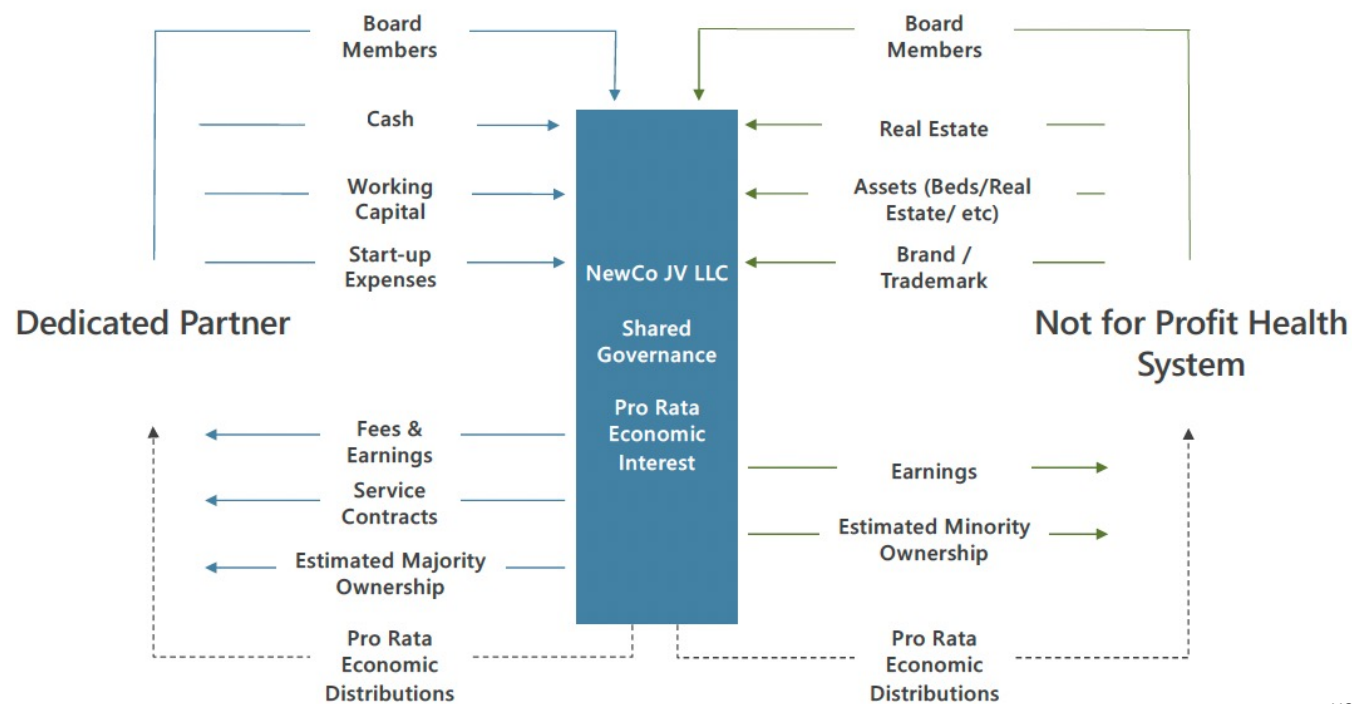 Board
Members
Board
Members
Cash
Real Estate
Working
Capital
Assets (Beds/Real
Estate/ etc)
Start-up
Expenses
Brand /
Trademark
NewCo JV LLC
Shared
Governance
Pro Rata
Economic
Interest
Dedicated Partner
Not for Profit Health
System
Fees &
Earnings
Earnings
Service
Contracts
Estimated Minority
Ownership
Estimated Majority
Ownership
Pro Rata
Economic
Distributions
Pro Rata
Economic
Distributions